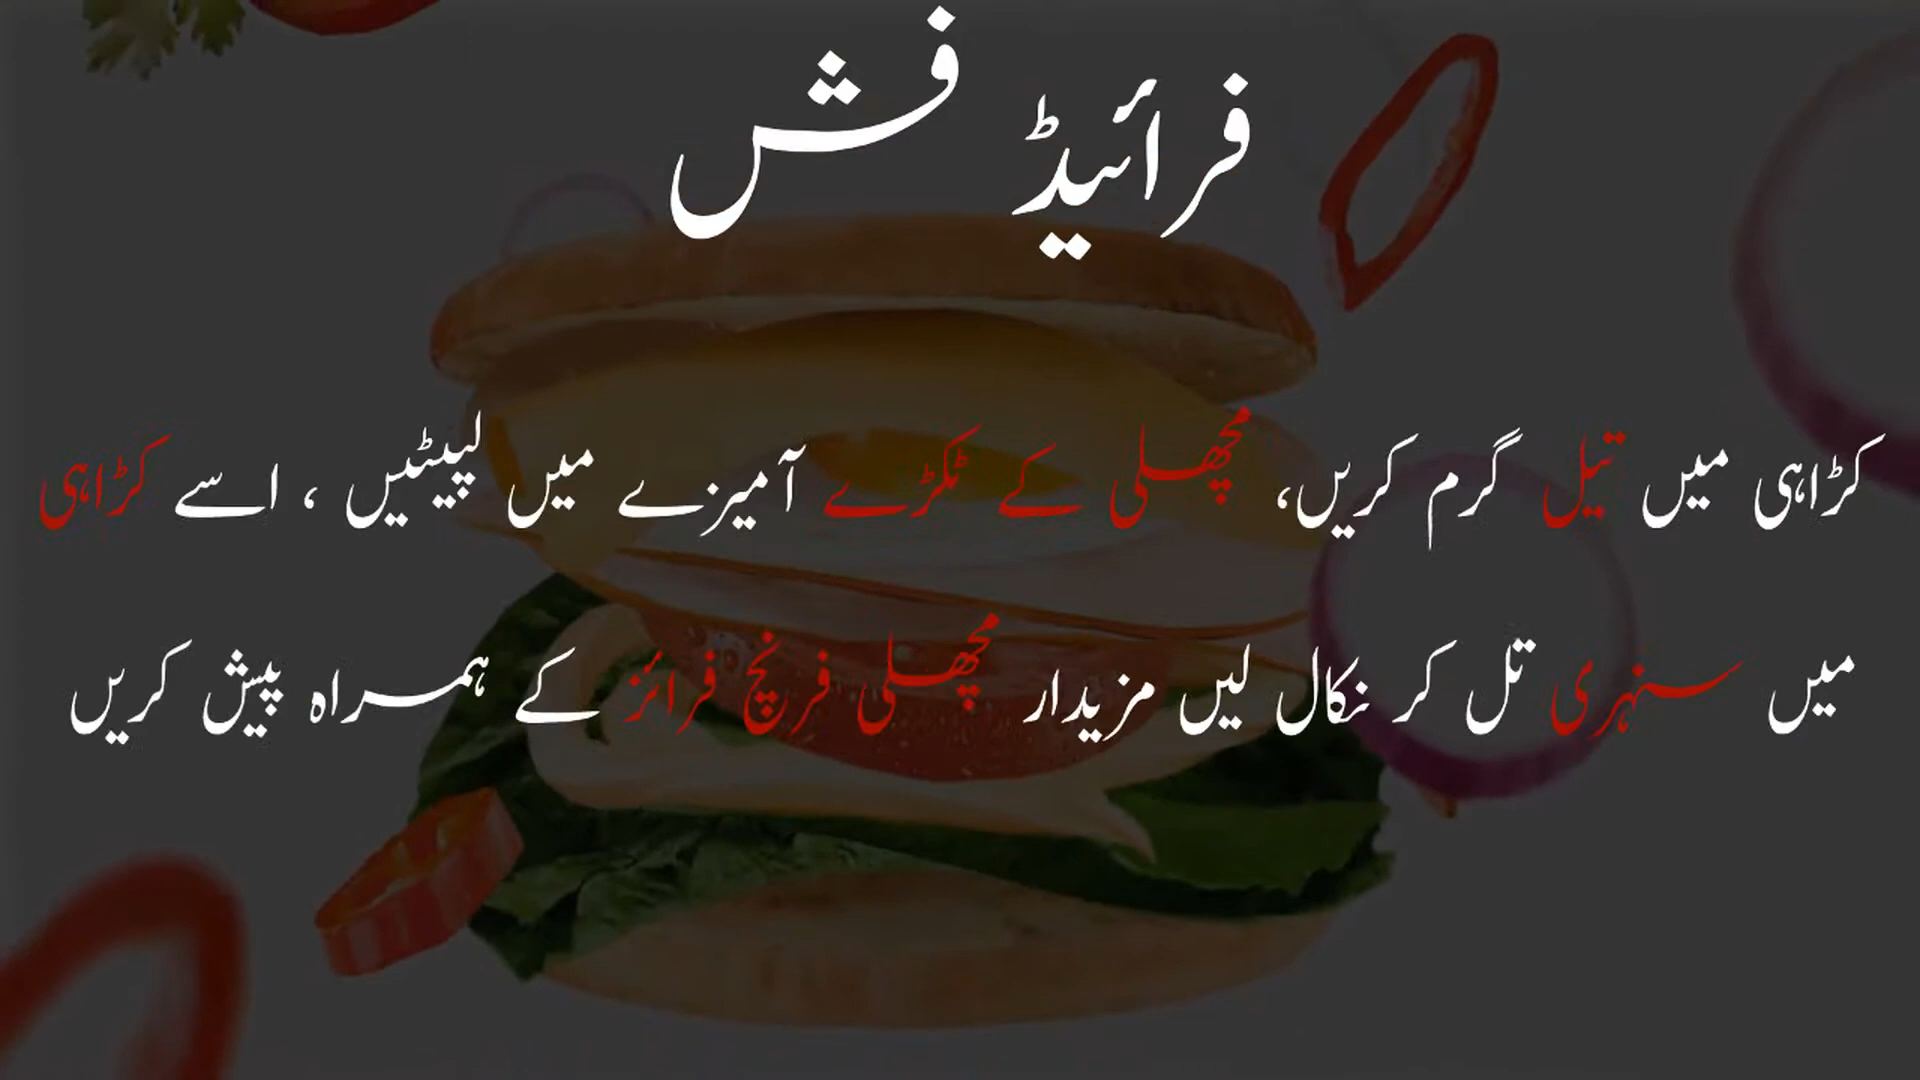 فرائیڈ فش
کڑاہی میں تیل گرم کریں، مچھلی کے ٹکڑے آمیزے میں لپیٹیں ، اسے کڑاہی
میں سنہری تل کر نکال لیں مزیدار مچھلی فرنچ فرائز کے ہمراہ پیش کریں